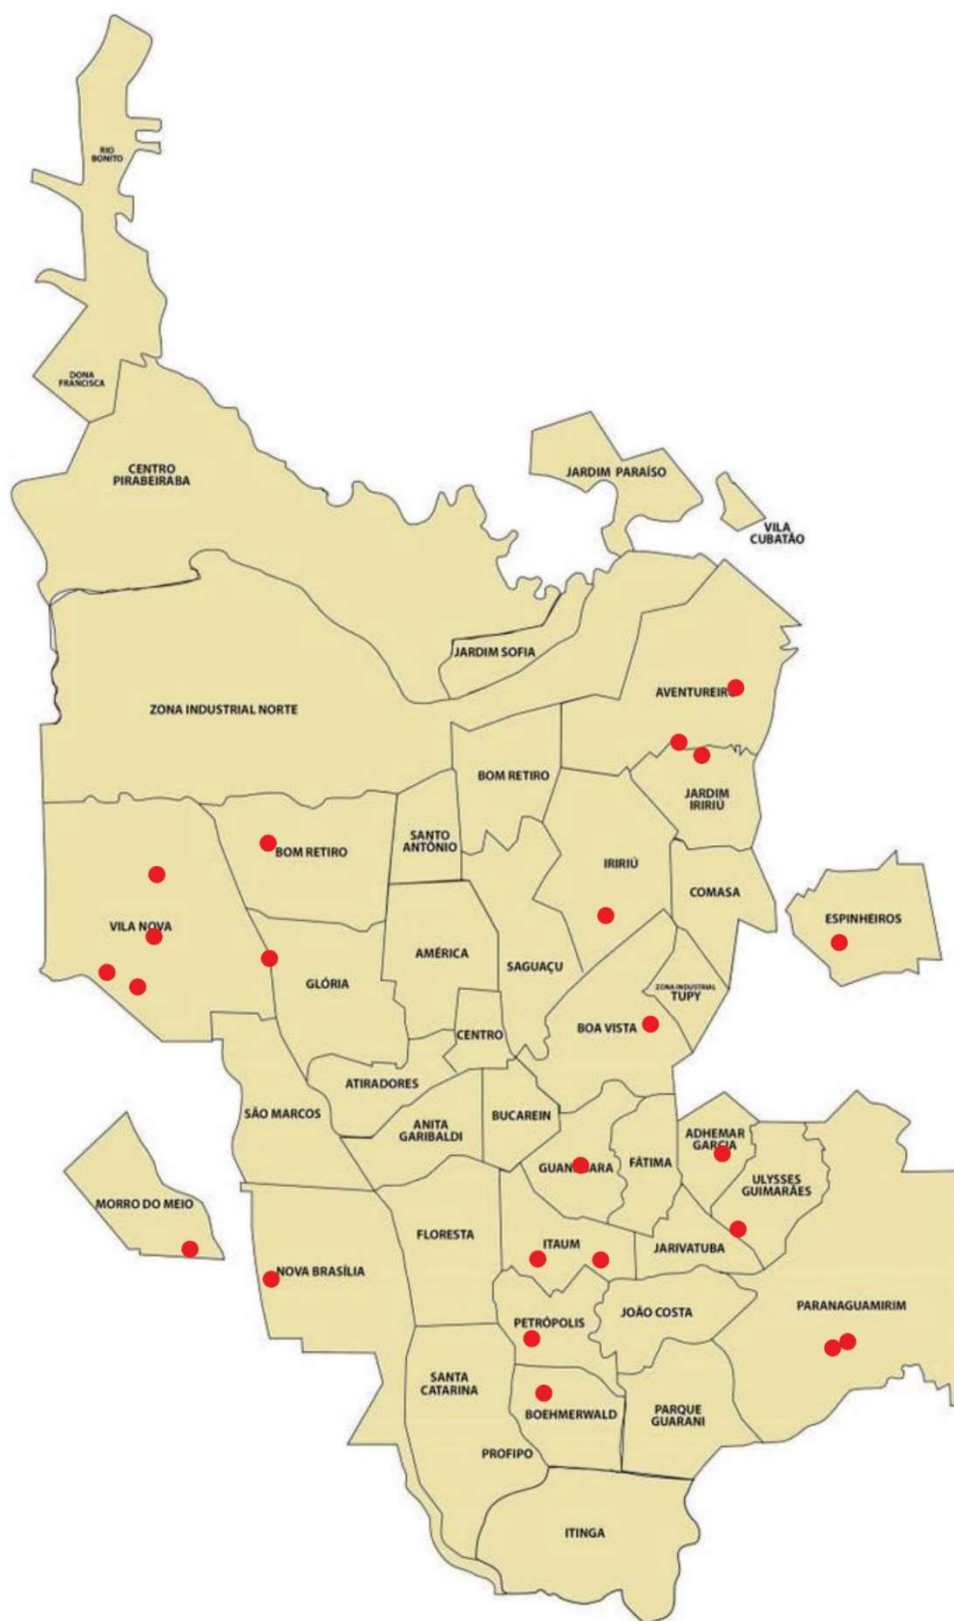 RIO
BONITO
DONA
FRANCISCA
CENTRO
PIRABEIRABA
JARDIM PARAÍSO
VILA
CUBATÃO
JARDIM SOFIA
AVENTUREIR
ZONA INDUSTRIAL NORTE
BOM RETIRO
JARDIM
IRIRIÚ
SANTO
ANTÔNIO
BOM RETIRO
IRIRIÚ
COMASA
ESPINHEIROS
VILA NOVA
AMÉRICA
SAGUAÇU
GLÓRIA
ZONA INDUSTRIAL
TUPY
BOA VISTA
CENTRO
ATIRADORES
SÃO MARCOS
ANITA
GARIBALDI
BUCAREIN
ADHEMAR
GARCIA
GUAN ARA
FÁTIMA
ULYSSES
GUIMARÃES
MORRO DO MEIO
FLORESTA
ITAUM
JARIVATUBA
NOVA BRASÍLIA
PARANAGUAMIRIM
JOÃO COSTA
PETRÓPOLIS
SANTA
CATARINA
PARQUE
GUARANI
BOEHMERWALD
PROFIPO
ITINGA